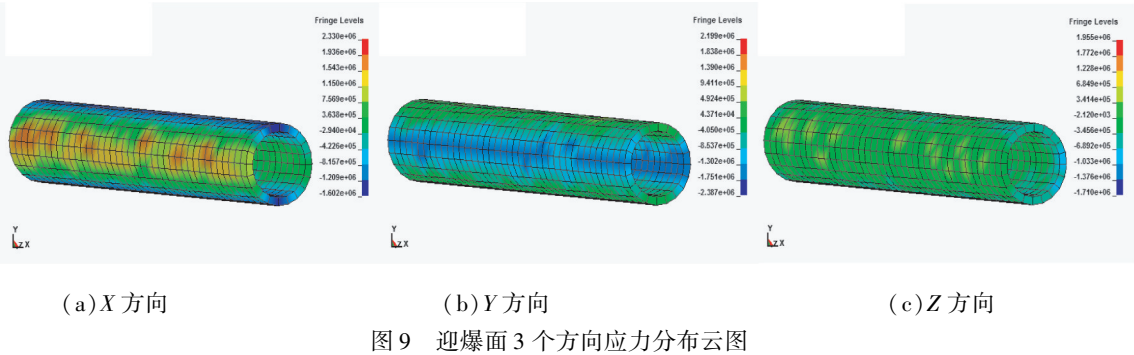 Fringe Levels
2.330e+06
1.936e+06
1.543e+06
1.150e+06
7.569e+05
3.638e+05
-2.940e+04
-4.226e+05
-8.157e+05
-1.209e+06
-1.602e+06
Y
Z X
Fringe Levels
2.199e+06
1.838e+06
1.390e+06
9.411e+05
4.924e+05
4.371e+04
-4.050e+05
-8.537e+05
-1.302e+06
-1.751e+06
-2.387e+06
Y
Z X
Fringe Levels
1.955e+06
1.772e+06
1.228e+06
6.849e+05
3.414e+05
-2.120e+03
-3.456e+05
-6.892e+05
-1.033e+06
-1.376e+06
-1.710e+06
Y
Z X
(a)X 方向
(b)Y 方向
(c)Z 方向
图 9 迎爆面 3 个方向应力分布云图